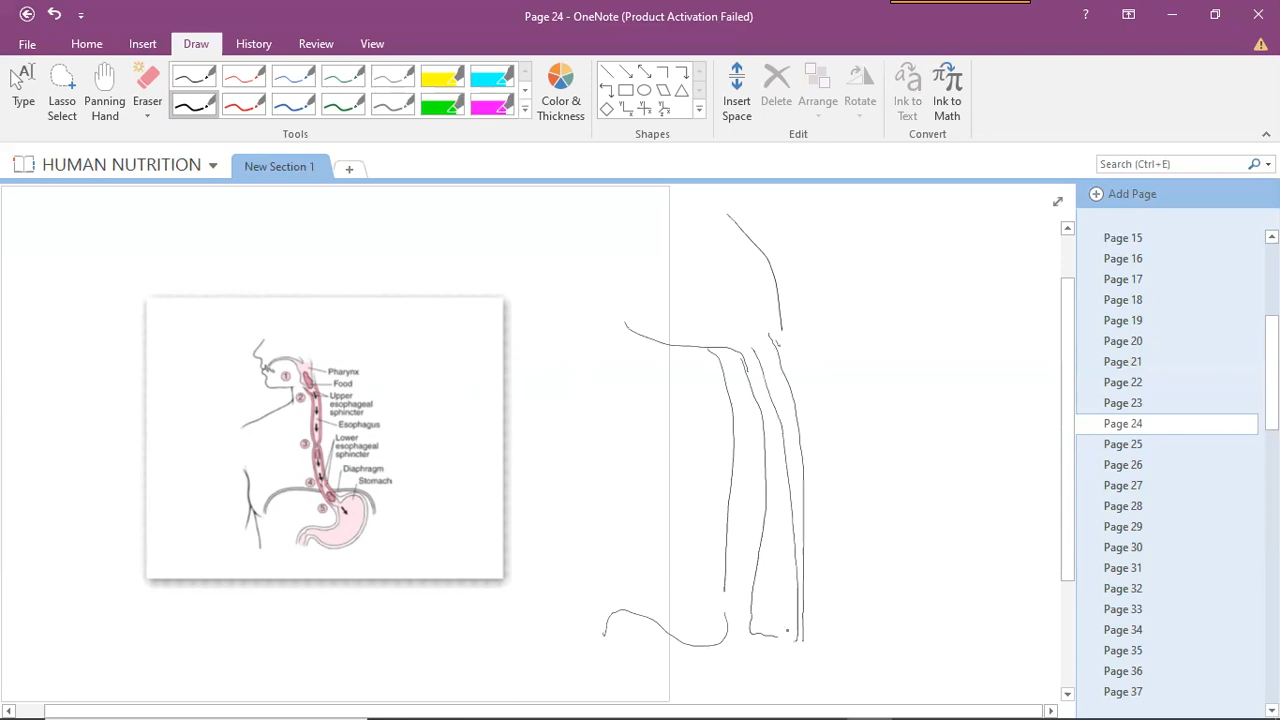 Page 24 - OneNote (Product Activation Failed)
?
File Home Insert Draw History Review View
Type
Lasso Select
Panning Hand
Eraser
Color & Thickness
Insert Space
Delete
Arrange
Rotate
Ink to Text
Ink to Math
Tools
Shapes
Edit
Convert
HUMAN NUTRITION
New Section 1
Search (Ctrl+E)
Add Page
Page 15
Page 16
Page 17
Page 18
Page 19
Page 20
Page 21
Page 22
Page 23
Page 24
Page 25
Page 26
Page 27
Page 28
Page 29
Page 30
Page 31
Page 32
Page 33
Page 34
Page 35
Page 36
Page 37
Pharynx
Food
Upper
esophageal
sphincter
Esophagus
Lower
esophageal
sphincter
Diaphragm
Stomach
1
2
3
4
5